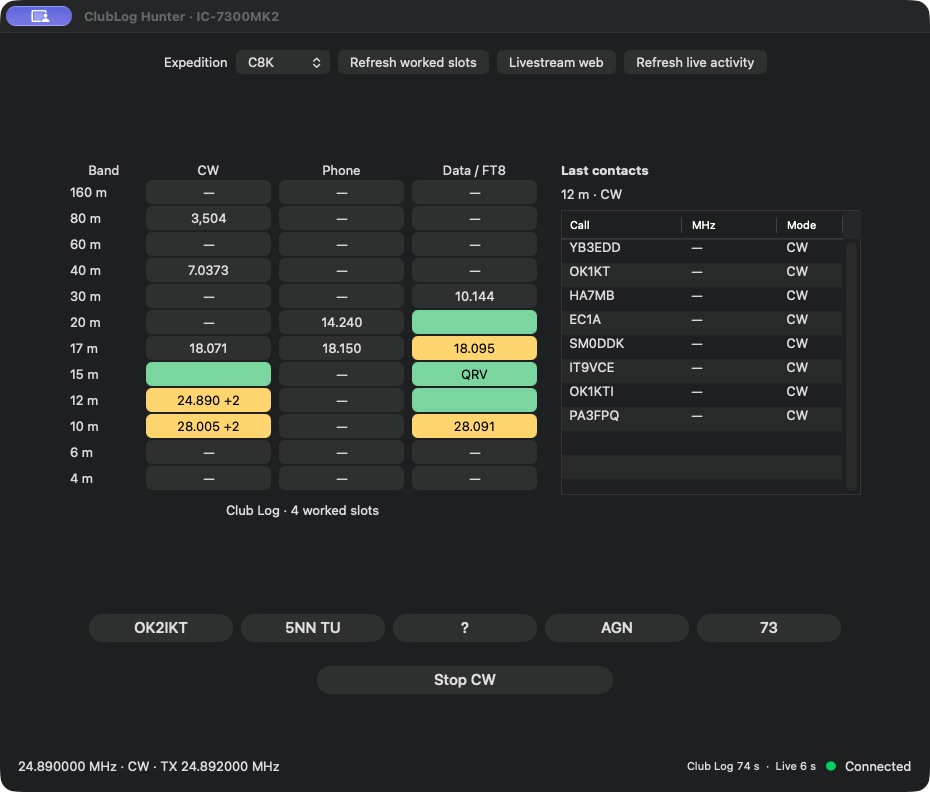 ClubLog Hunter · IC-7300MK2
Expedition C8K Refresh worked slots Livestream web Refresh live activity
Band CW Phone Data / FT8
160 m — — —
80 m 3,504 — —
60 m — — —
40 m 7.0373 — —
30 m — — 10.144
20 m — 14.240
17 m 18.071 18.150 18.095
15 m — QRV
12 m 24.890 +2 —
10 m 28.005 +2 — 28.091
6 m — — —
4 m — — —
Club Log · 4 worked slots
Last contacts
12 m · CW
Call MHz Mode
YB3EDD — CW
OK1KT — CW
HA7MB — CW
EC1A — CW
SM0DDK — CW
IT9VCE — CW
OK1KTI — CW
PA3FPQ — CW
OK2IKT 5NN TU ? AGN 73
Stop CW
24.890000 MHz · CW · TX 24.892000 MHz
Club Log 74 s · Live 6 s Connected